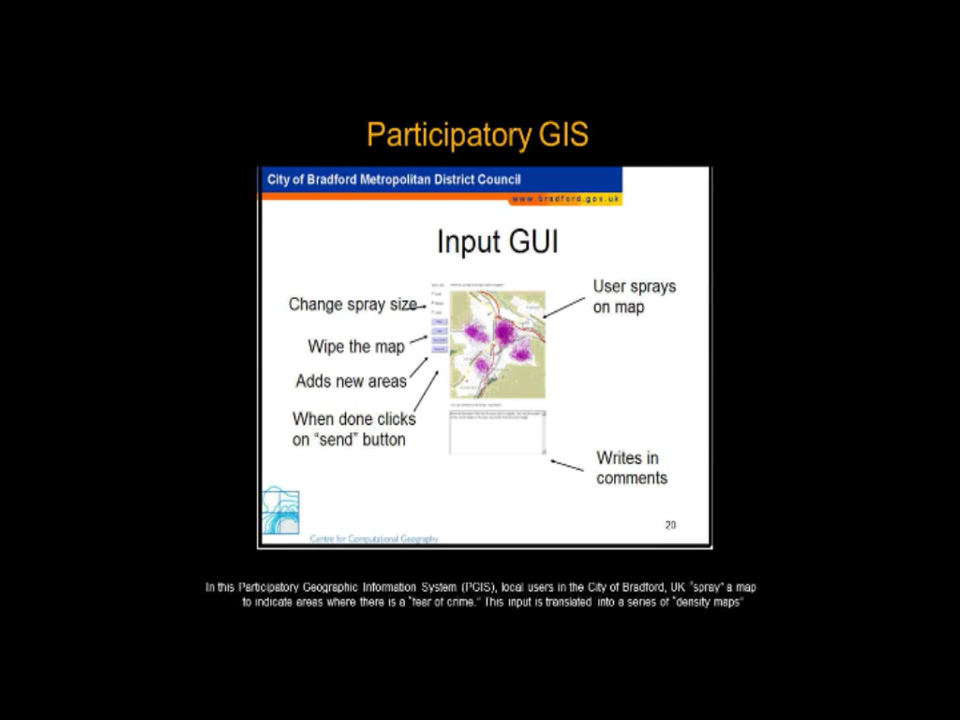 Participatory GIS
City of Bradford Metropolitan District Council
www.bradford.gov.uk
Input GUI
Change spray size
User sprays
on map
Wipe the map
Adds new areas
When done clicks
on "send" button
Writes in
comments
20
Centre for Computational Geography
In this Participatory Geographic Information System (PGIS), local users in the City of Bradford, UK "spray" a map
to indicate areas where there is a "fear of crime." This input is translated into a series of "density maps"